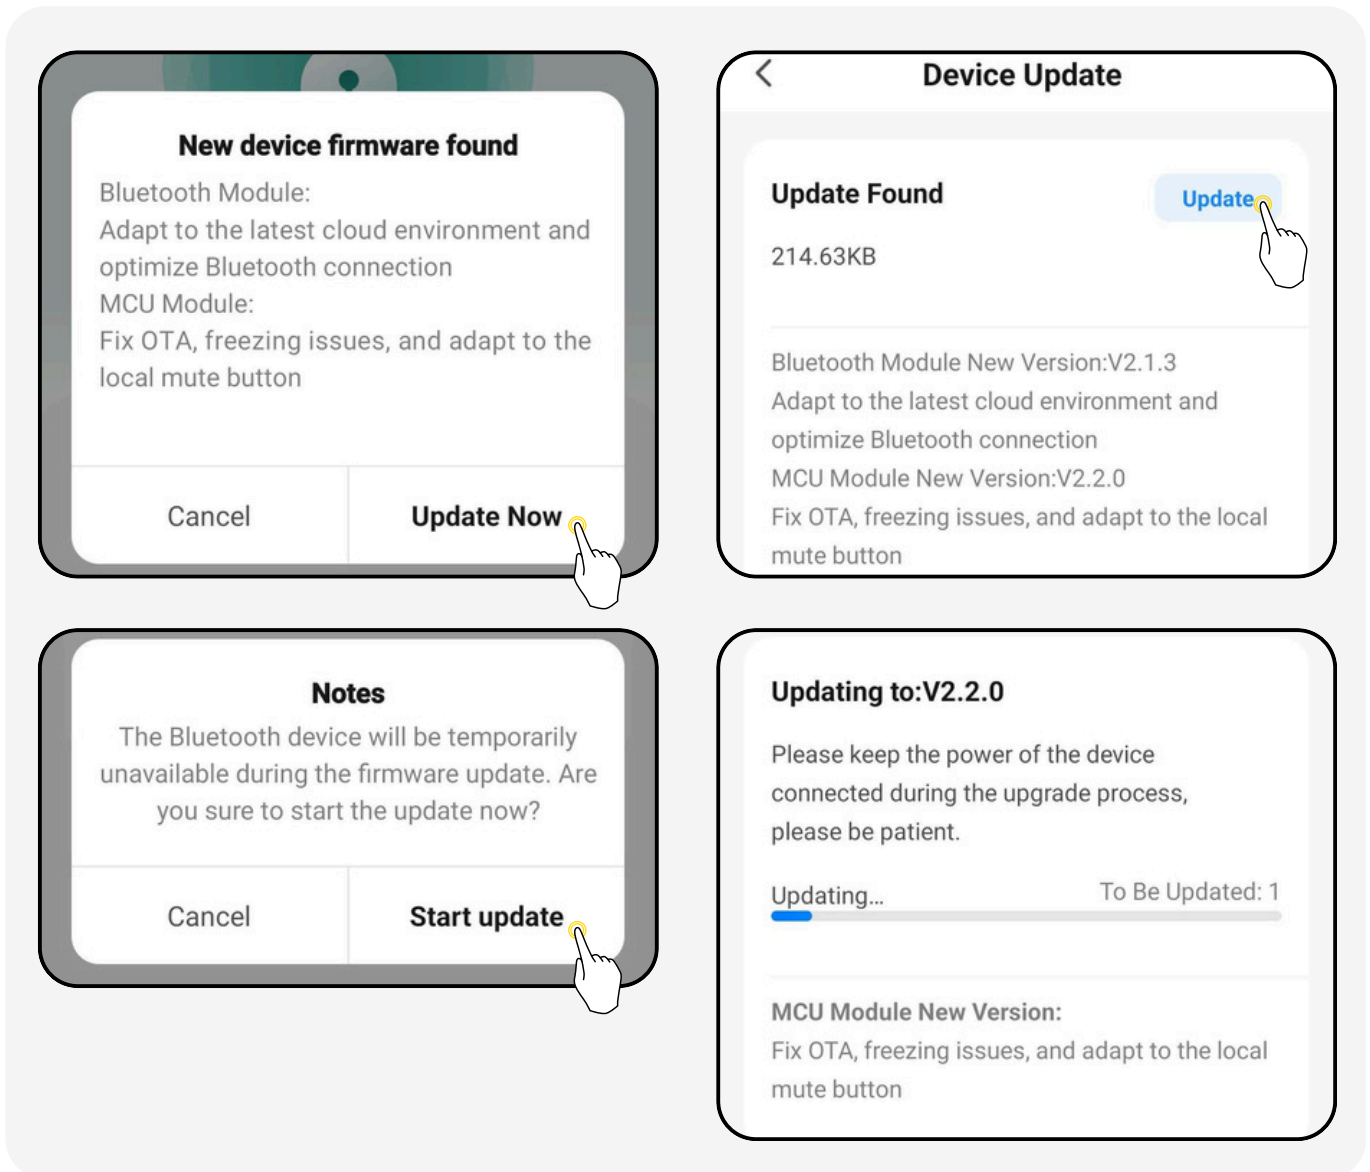 New device firmware found
Bluetooth Module:
Adapt to the latest cloud environment and
optimize Bluetooth connection
MCU Module:
Fix OTA, freezing issues, and adapt to the
local mute button
Cancel
Update Now
Device Update
Update Found
Update
214.63KB
Bluetooth Module New Version:V2.1.3
Adapt to the latest cloud environment and
optimize Bluetooth connection
MCU Module New Version:V2.2.0
Fix OTA, freezing issues, and adapt to the local
mute button
Notes
The Bluetooth device will be temporarily
unavailable during the firmware update. Are
you sure to start the update now?
Cancel
Start update
Updating to:V2.2.0
Please keep the power of the device
connected during the upgrade process,
please be patient.
Updating...
To Be Updated: 1
MCU Module New Version:
Fix OTA, freezing issues, and adapt to the local
mute button